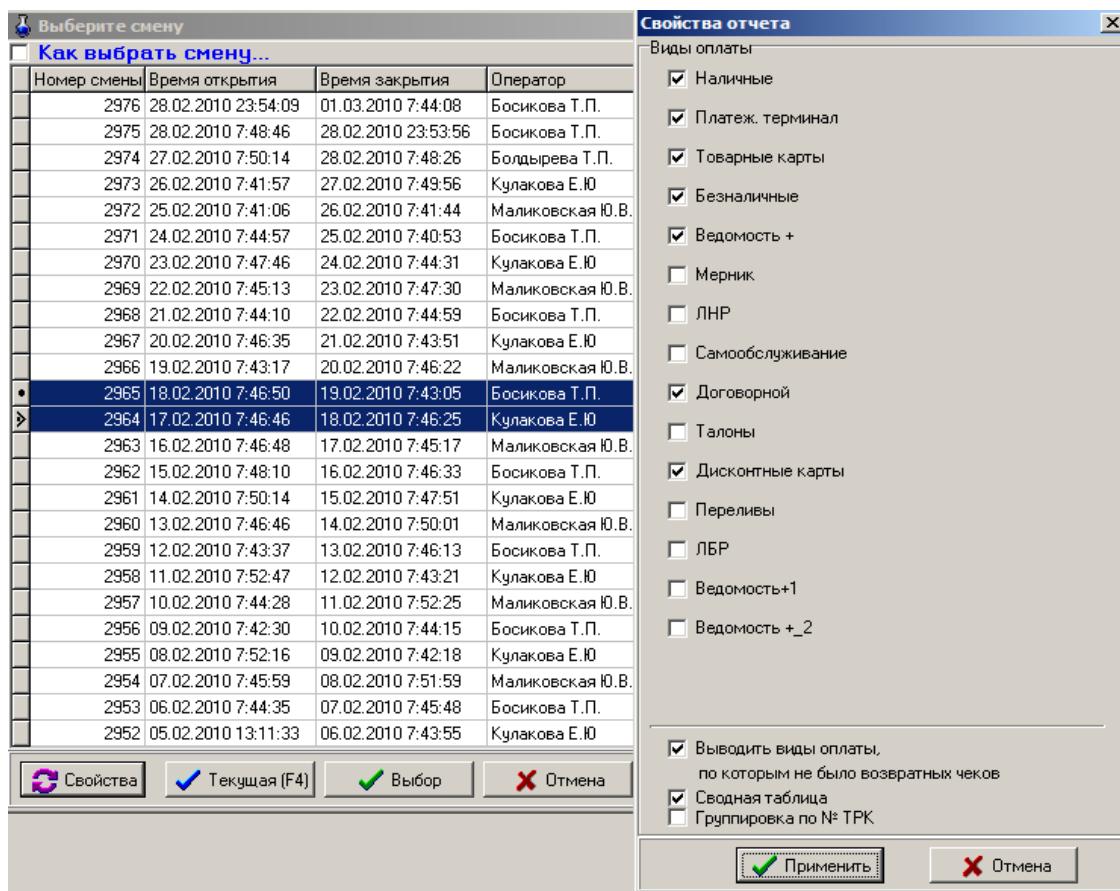 Выберите смену
Как выбрать смену...
Номер смены Время открытия Время закрытия Оператор
2976 28.02.2010 23:54:09 01.03.2010 7:44:08 Босикова Т.П.
2975 28.02.2010 7:48:46 28.02.2010 23:53:56 Босикова Т.П.
2974 27.02.2010 7:50:14 28.02.2010 7:48:26 Болдырева Т.П.
2973 26.02.2010 7:41:57 27.02.2010 7:49:56 Кулакова Е.Ю
2972 25.02.2010 7:41:06 26.02.2010 7:41:44 Маликовская Ю.В.
2971 24.02.2010 7:44:57 25.02.2010 7:40:53 Босикова Т.П.
2970 23.02.2010 7:47:46 24.02.2010 7:44:31 Кулакова Е.Ю
2969 22.02.2010 7:45:13 23.02.2010 7:47:30 Маликовская Ю.В.
2968 21.02.2010 7:44:10 22.02.2010 7:44:59 Босикова Т.П.
2967 20.02.2010 7:46:35 21.02.2010 7:43:51 Кулакова Е.Ю
2966 19.02.2010 7:43:17 20.02.2010 7:46:22 Маликовская Ю.В.
2965 18.02.2010 7:46:50 19.02.2010 7:43:05 Босикова Т.П.
2964 17.02.2010 7:46:46 18.02.2010 7:46:25 Кулакова Е.Ю
2963 16.02.2010 7:46:48 17.02.2010 7:45:17 Маликовская Ю.В.
2962 15.02.2010 7:48:10 16.02.2010 7:46:33 Босикова Т.П.
2961 14.02.2010 7:50:14 15.02.2010 7:47:51 Кулакова Е.Ю
2960 13.02.2010 7:46:46 14.02.2010 7:50:01 Маликовская Ю.В.
2959 12.02.2010 7:43:37 13.02.2010 7:46:13 Босикова Т.П.
2958 11.02.2010 7:52:47 12.02.2010 7:43:21 Кулакова Е.Ю
2957 10.02.2010 7:44:28 11.02.2010 7:52:25 Маликовская Ю.В.
2956 09.02.2010 7:42:30 10.02.2010 7:44:15 Босикова Т.П.
2955 08.02.2010 7:52:16 09.02.2010 7:42:18 Кулакова Е.Ю
2954 07.02.2010 7:45:59 08.02.2010 7:51:59 Маликовская Ю.В.
2953 06.02.2010 7:44:35 07.02.2010 7:45:48 Босикова Т.П.
2952 05.02.2010 13:11:33 06.02.2010 7:43:55 Кулакова Е.Ю
Свойства Текущая (F4) Выбор Отмена
Свойства отчета
Виды оплаты
Наличные
Платеж. терминал
Товарные карты
Безналичные
Ведомость +
Мерник
ЛНР
Самообслуживание
Договорной
Талоны
Дисконтные карты
Переливы
ЛБР
Ведомость+1
Ведомость +_2
Выводить виды оплаты,
по которым не было возвратных чеков
Сводная таблица
Группировка по № ТРК
Применить Отмена